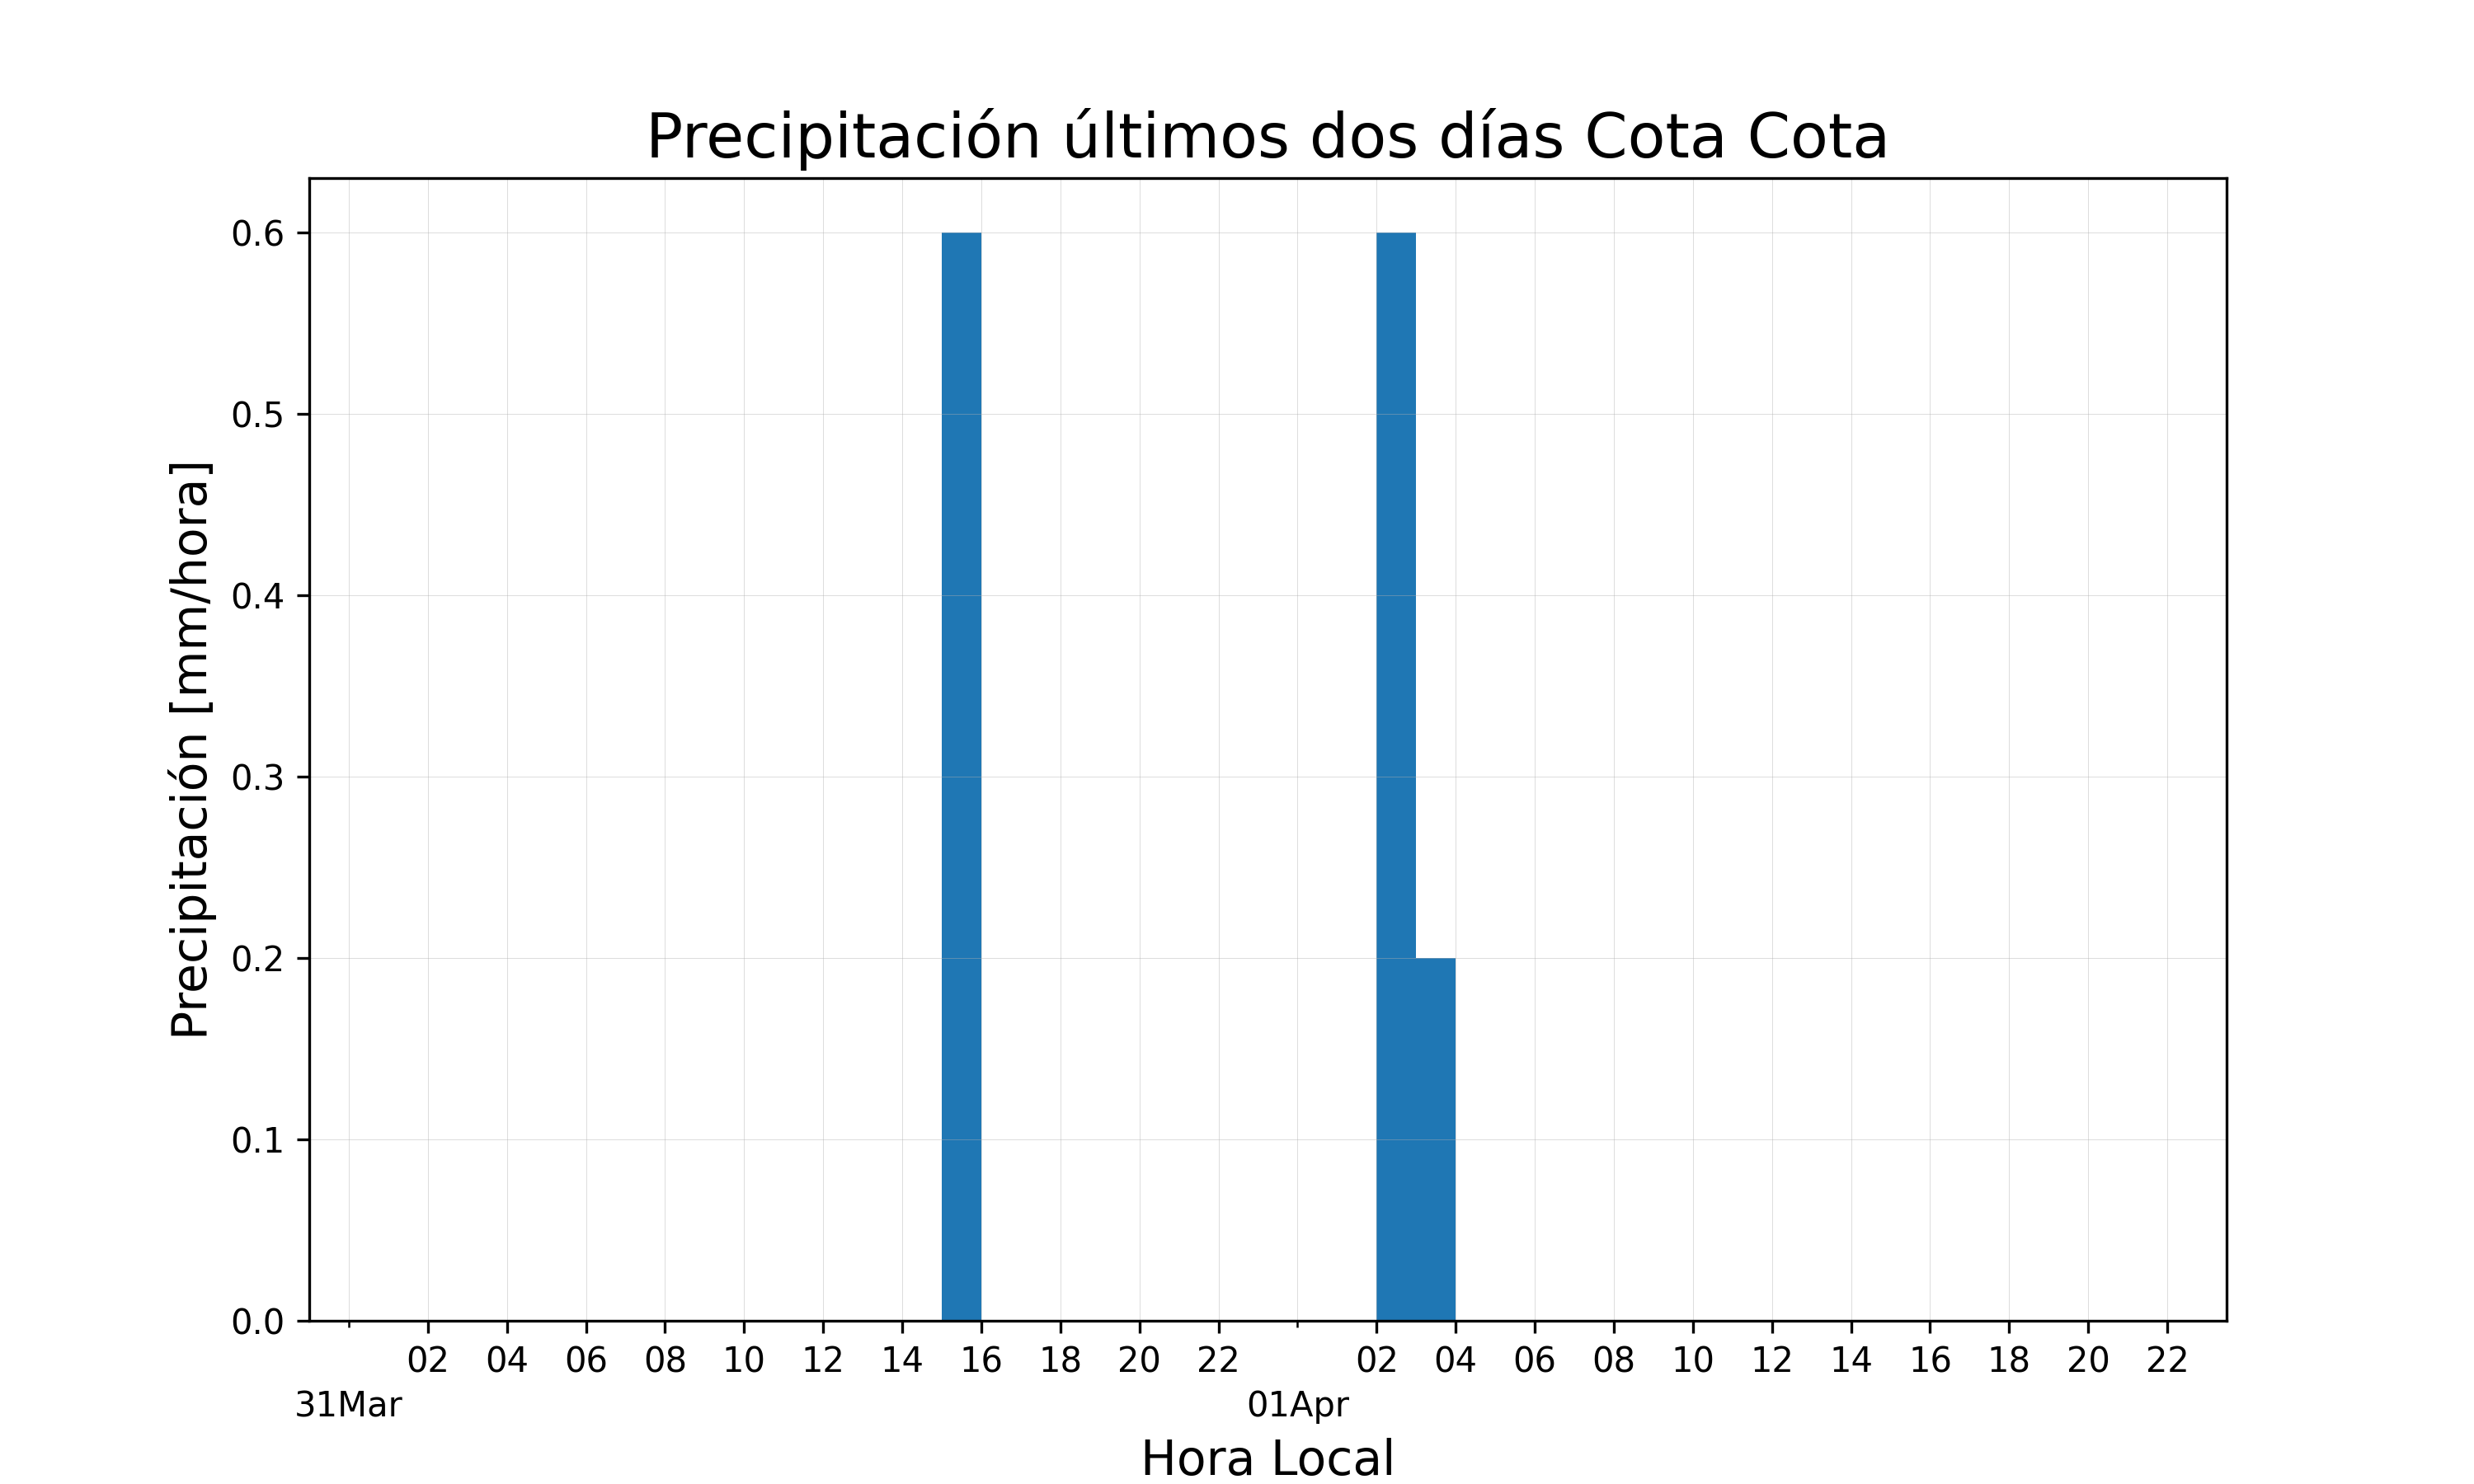 Precipitación últimos dos días Cota Cota
Precipitación [mm/hora]
0.6
0.5
0.4
0.3
0.2
0.1
0.0
02 04 06 08 10 12 14 16 18 20 22 02 04 06 08 10 12 14 16 18 20 22
31Mar 01Apr
Hora Local